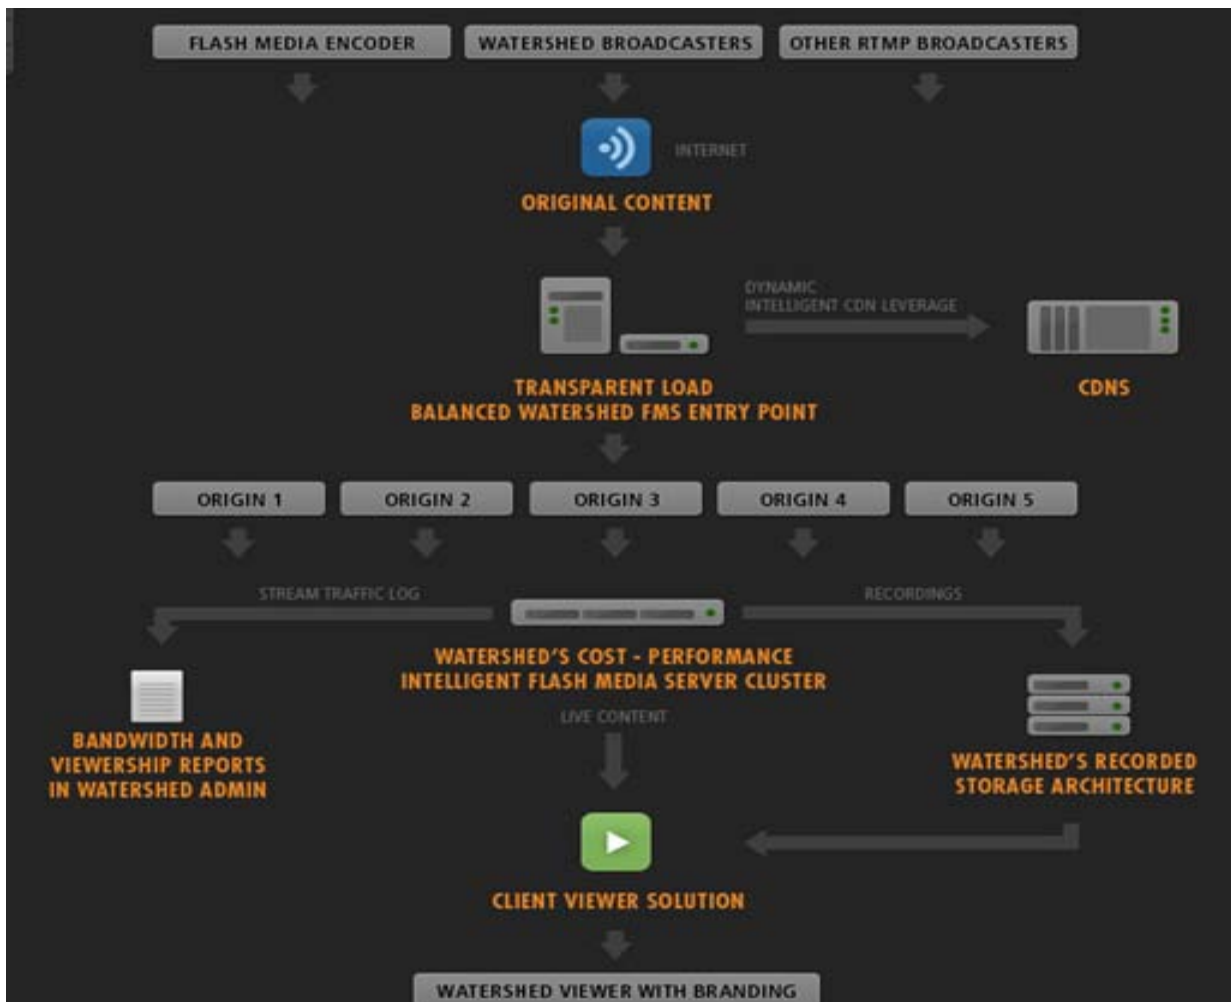 FLASH MEDIA ENCODER
WATERSHED BROADCASTERS
OTHER RTMP BROADCASTERS
INTERNET
ORIGINAL CONTENT
DYNAMIC
INTELLIGENT CDN LEVERAGE
TRANSPARENT LOAD
BALANCED WATERSHED FMS ENTRY POINT
CDNS
ORIGIN 1
ORIGIN 2
ORIGIN 3
ORIGIN 4
ORIGIN 5
STREAM TRAFFIC LOG
RECORDINGS
WATERSHED'S COST - PERFORMANCE
INTELLIGENT FLASH MEDIA SERVER CLUSTER
LIVE CONTENT
BANDWIDTH AND
VIEWERSHIP REPORTS
IN WATERSHED ADMIN
WATERSHED'S RECORDED
STORAGE ARCHITECTURE
CLIENT VIEWER SOLUTION
WATERSHED VIEWER WITH BRANDING